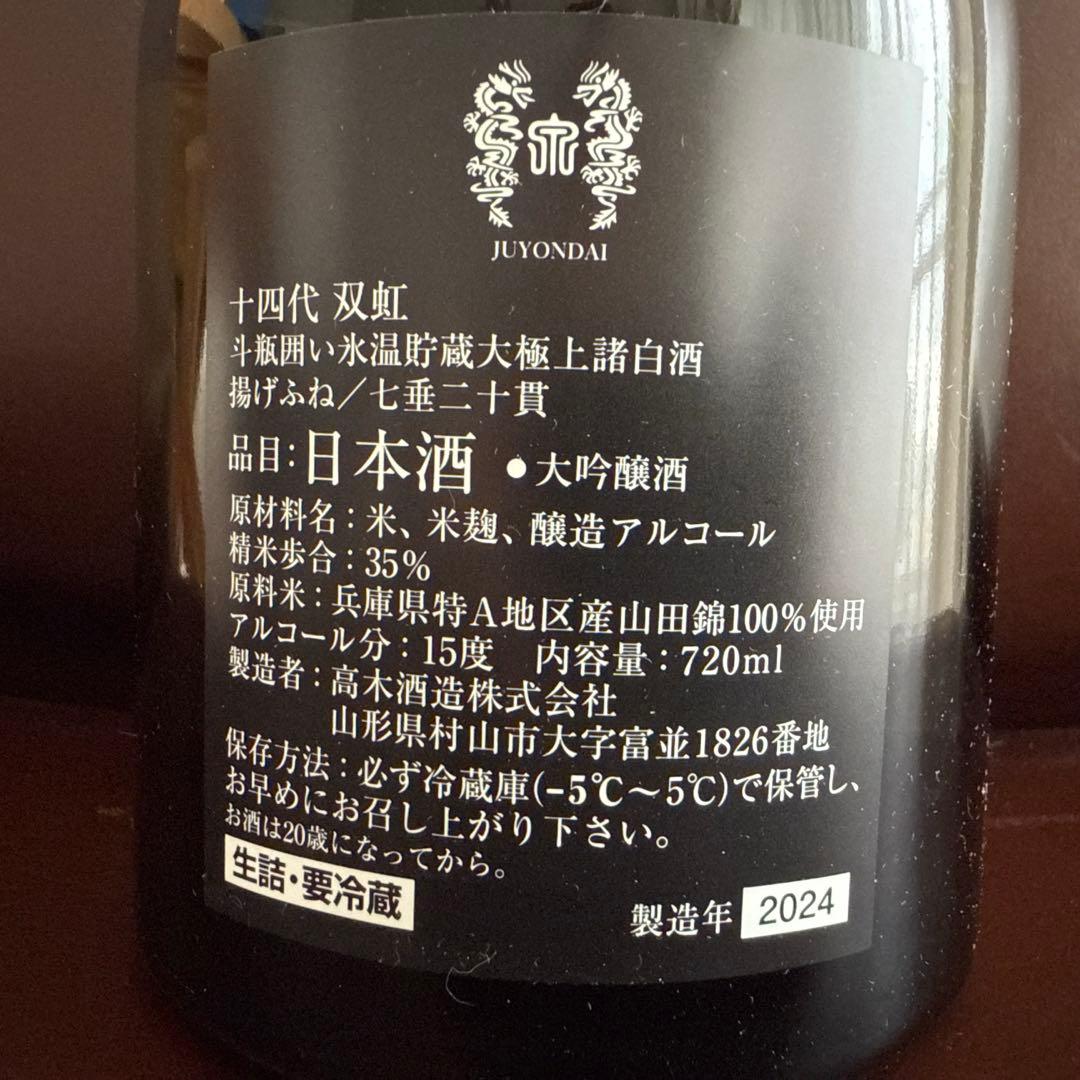 JUYONDAI
十四代 双虹
斗瓶囲い氷温貯蔵大極上諸白酒
揚げふね／七垂二十貫
品目：日本酒 ●大吟醸酒
原材料名：米、米麹、醸造アルコール
精米歩合：35%
原料米：兵庫県特A地区産山田錦100%使用
アルコール分：15度 内容量：720ml
製造者：高木酒造株式会社
山形県村山市大字富並1826番地
保存方法：必ず冷蔵庫(−5℃〜5℃)で保管し、
お早めにお召し上がり下さい。
お酒は20歳になってから。
生詰・要冷蔵
製造年 2024